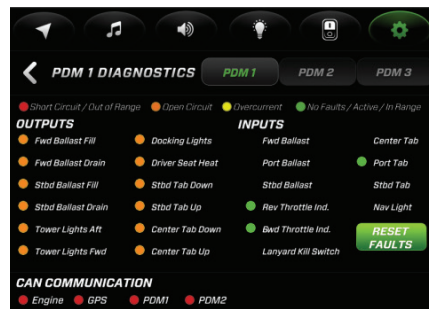 PDM 1 DIAGNOSTICS PDM 1 PDM 2 PDM 3
Short Circuit / Out of Range Open Circuit Overcurrent No Faults / Active / In Range
OUTPUTS INPUTS
Fwd Ballast Fill Docking Lights Fwd Ballast Center Tab
Fwd Ballast Drain Driver Seat Heat Port Ballast Port Tab
Stbd Ballast Fill Stbd Tab Down Stbd Ballast Stbd Tab
Stbd Ballast Drain Stbd Tab Up Rev Throttle Ind. Nav Light
Tower Lights Aft Center Tab Down Fwd Throttle Ind. RESET FAULTS
Tower Lights Fwd Center Tab Up Lanyard Kill Switch
CAN COMMUNICATION
Engine GPS PDM1 PDM2